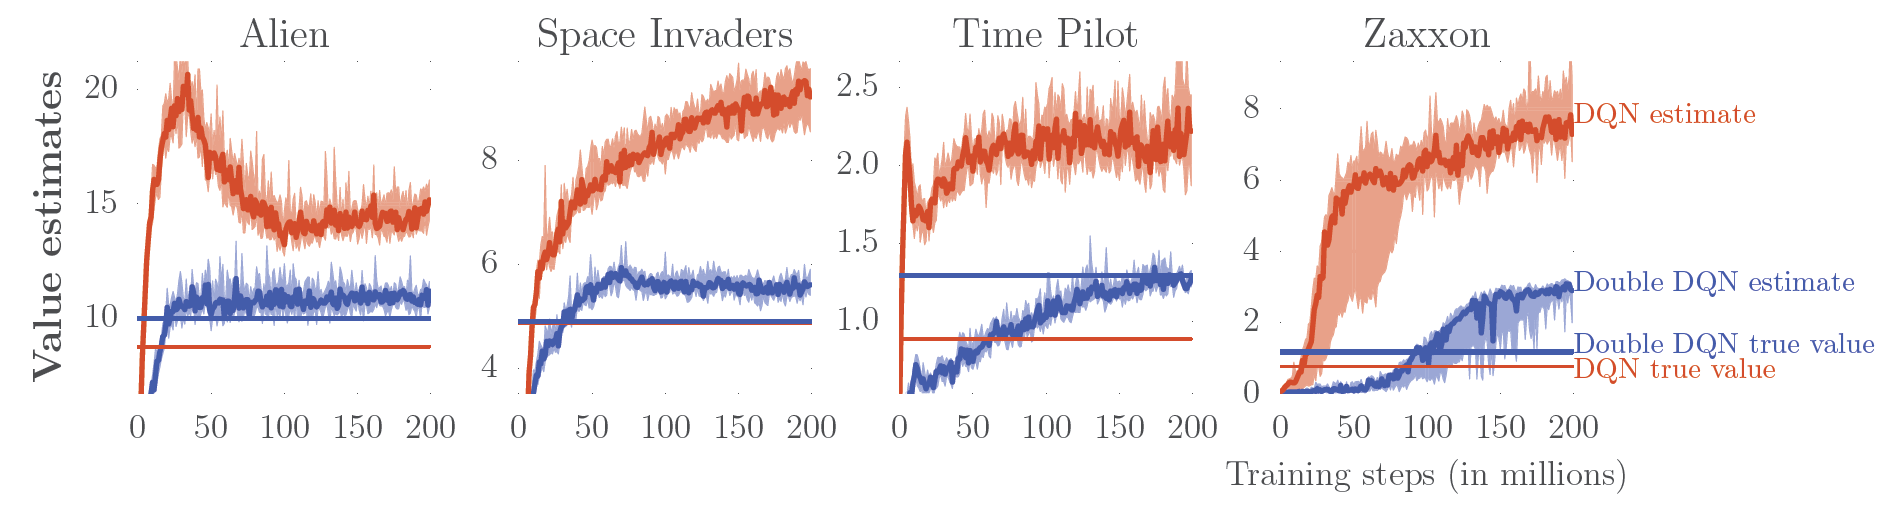 Alien
Space Invaders
Time Pilot
Zaxxon
Value estimates
20
15
10
0 50 100 150 200
8
6
4
0 50 100 150 200
2.5
2.0
1.5
1.0
0 50 100 150 200
8
6
4
2
0
0 50 100 150 200
DQN estimate
Double DQN estimate
Double DQN true value
DQN true value
Training steps (in millions)